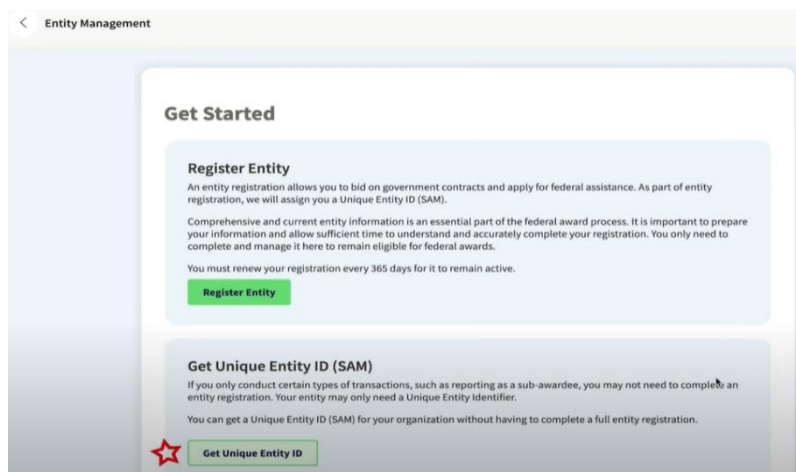 Entity Management
Get Started
Register Entity
An entity registration allows you to bid on government contracts and apply for federal assistance. As part of entity
registration, we will assign you a Unique Entity ID (SAM).
Comprehensive and current entity information is an essential part of the federal award process. It is important to prepare
your information and allow sufficient time to understand and accurately complete your registration. You only need to
complete and manage it here to remain eligible for federal awards.
You must renew your registration every 365 days for it to remain active.
Register Entity
Get Unique Entity ID (SAM)
If you only conduct certain types of transactions, such as reporting as a sub-awardee, you may not need to complete an
entity registration. Your entity may only need a Unique Entity Identifier.
You can get a Unique Entity ID (SAM) for your organization without having to complete a full entity registration.
Get Unique Entity ID